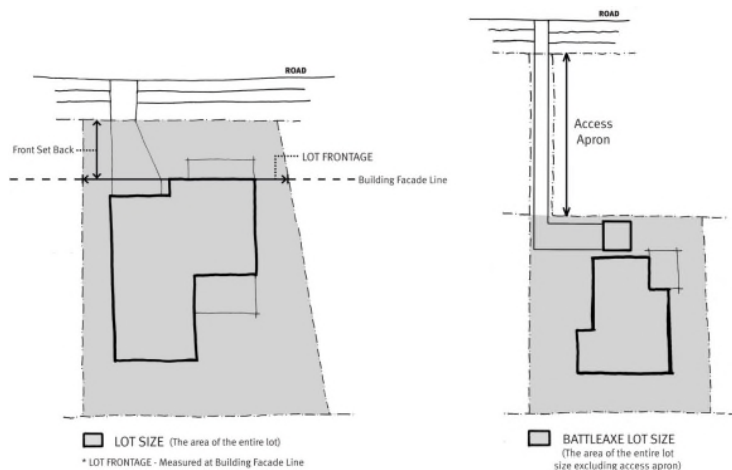 ROAD
Front Set Back
LOT FRONTAGE
Building Facade Line
LOT SIZE (The area of the entire lot)
* LOT FRONTAGE - Measured at Building Facade Line
ROAD
Access
Apron
BATTLEAXE LOT SIZE
(The area of the entire lot
size excluding access apron)